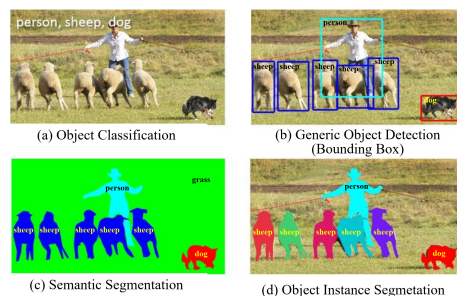 person, sheep, dog
(a) Object Classification
person
sheep sheep sheep sheep sheep
dog
(b) Generic Object Detection
(Bounding Box)
person
grass
sheep sheep sheep sheep sheep
dog
(c) Semantic Segmentation
person
sheep sheep sheep sheep sheep
dog
(d) Object Instance Segmetation